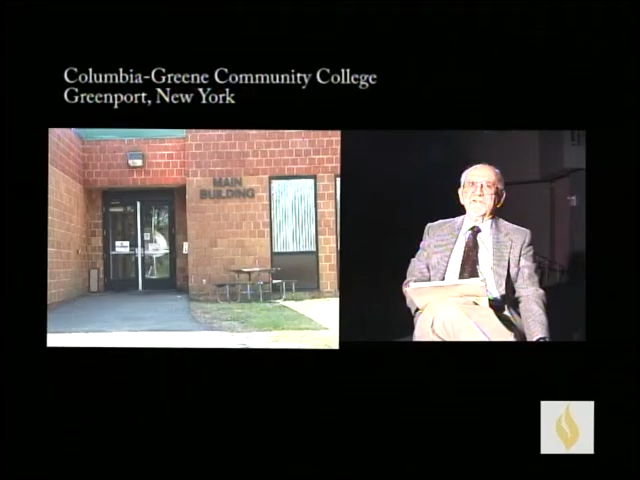 Columbia-Greene Community College
Greenport, New York
MAIN
BUILDING